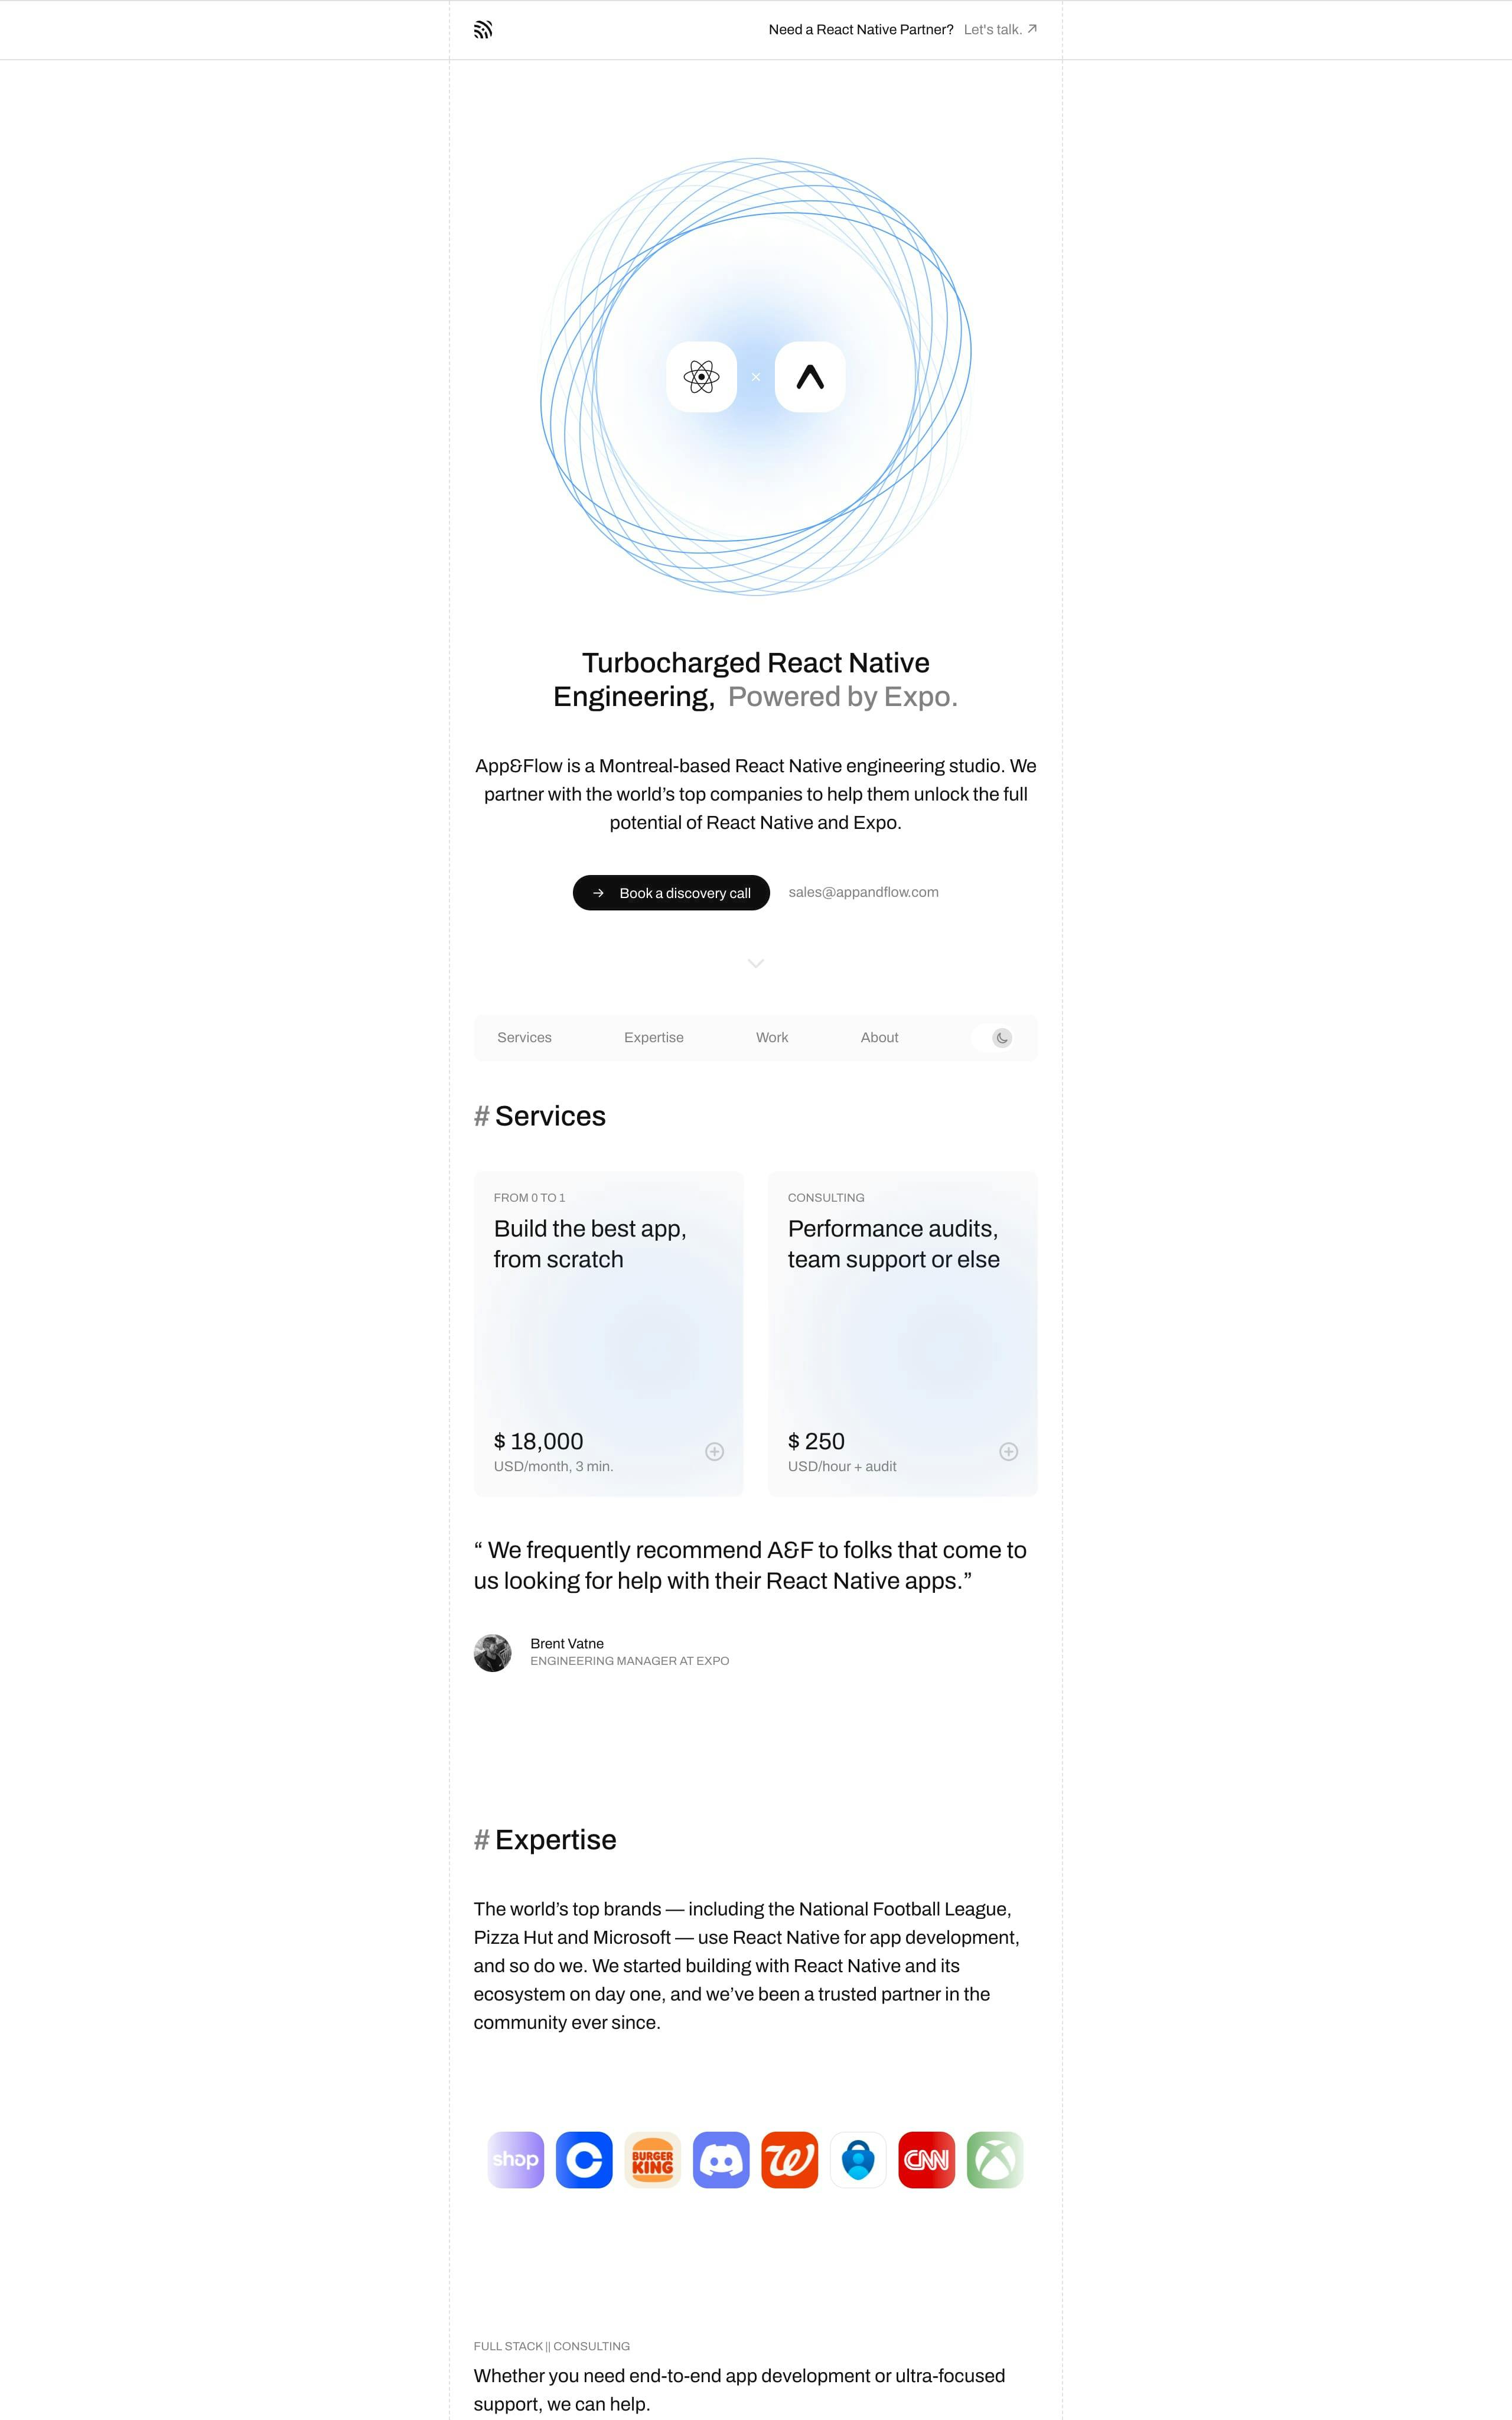 Need a React Native Partner? Let's talk.
Turbocharged React Native
Engineering, Powered by Expo.
App&Flow is a Montreal-based React Native engineering studio. We
partner with the world’s top companies to help them unlock the full
potential of React Native and Expo.
Book a discovery call
sales@appandflow.com
Services
Expertise
Work
About
# Services
FROM 0 TO 1
Build the best app,
from scratch
$ 18,000
USD/month, 3 min.
CONSULTING
Performance audits,
team support or else
$ 250
USD/hour + audit
“ We frequently recommend A&F to folks that come to
us looking for help with their React Native apps.”
Brent Vatne
ENGINEERING MANAGER AT EXPO
# Expertise
The world’s top brands — including the National Football League,
Pizza Hut and Microsoft — use React Native for app development,
and so do we. We started building with React Native and its
ecosystem on day one, and we’ve been a trusted partner in the
community ever since.
shop
BURGER
KING
W
CNN
FULL STACK || CONSULTING
Whether you need end-to-end app development or ultra-focused
support, we can help.